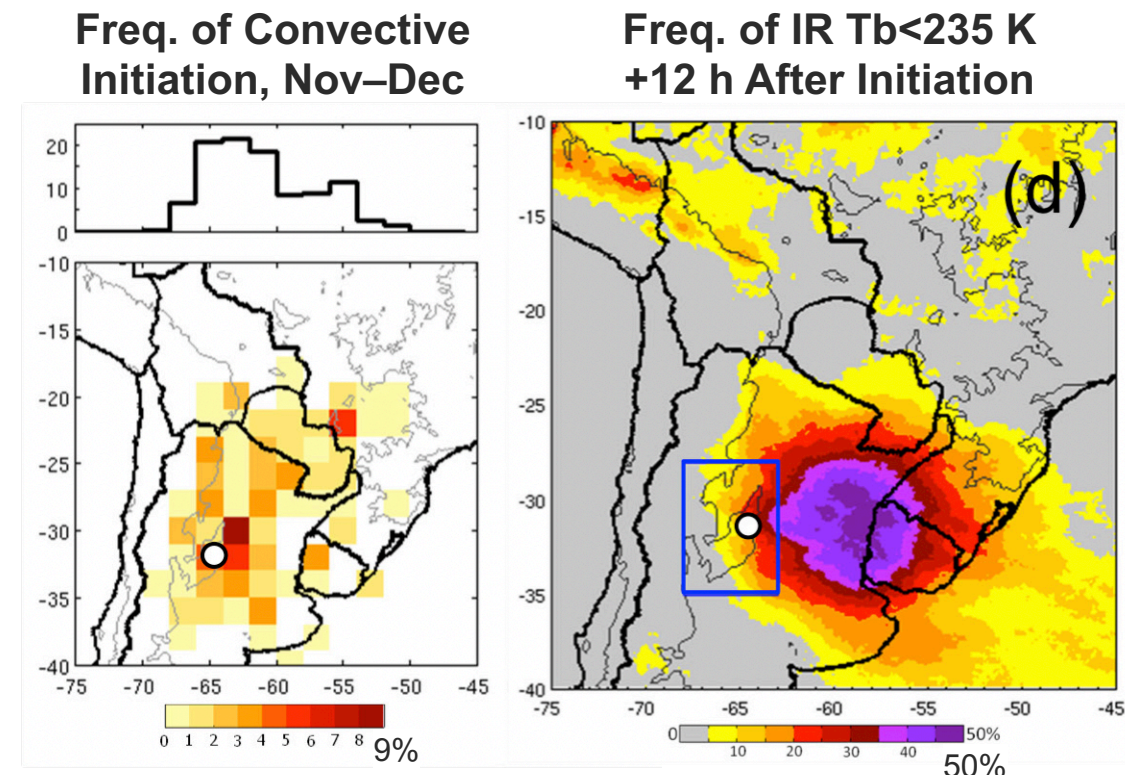 Freq. of Convective
Initiation, Nov–Dec
20
10
0
-10
-15
-20
-25
-30
-35
-40
-75 -70 -65 -60 -55 -50 -45
0 1 2 3 4 5 6 7 8 9%
Freq. of IR Tb<235 K
+12 h After Initiation
(d)
-10
-15
-20
-25
-30
-35
-40
-75 -70 -65 -60 -55 -50 -45
0 50%
10 20 30 40 50%